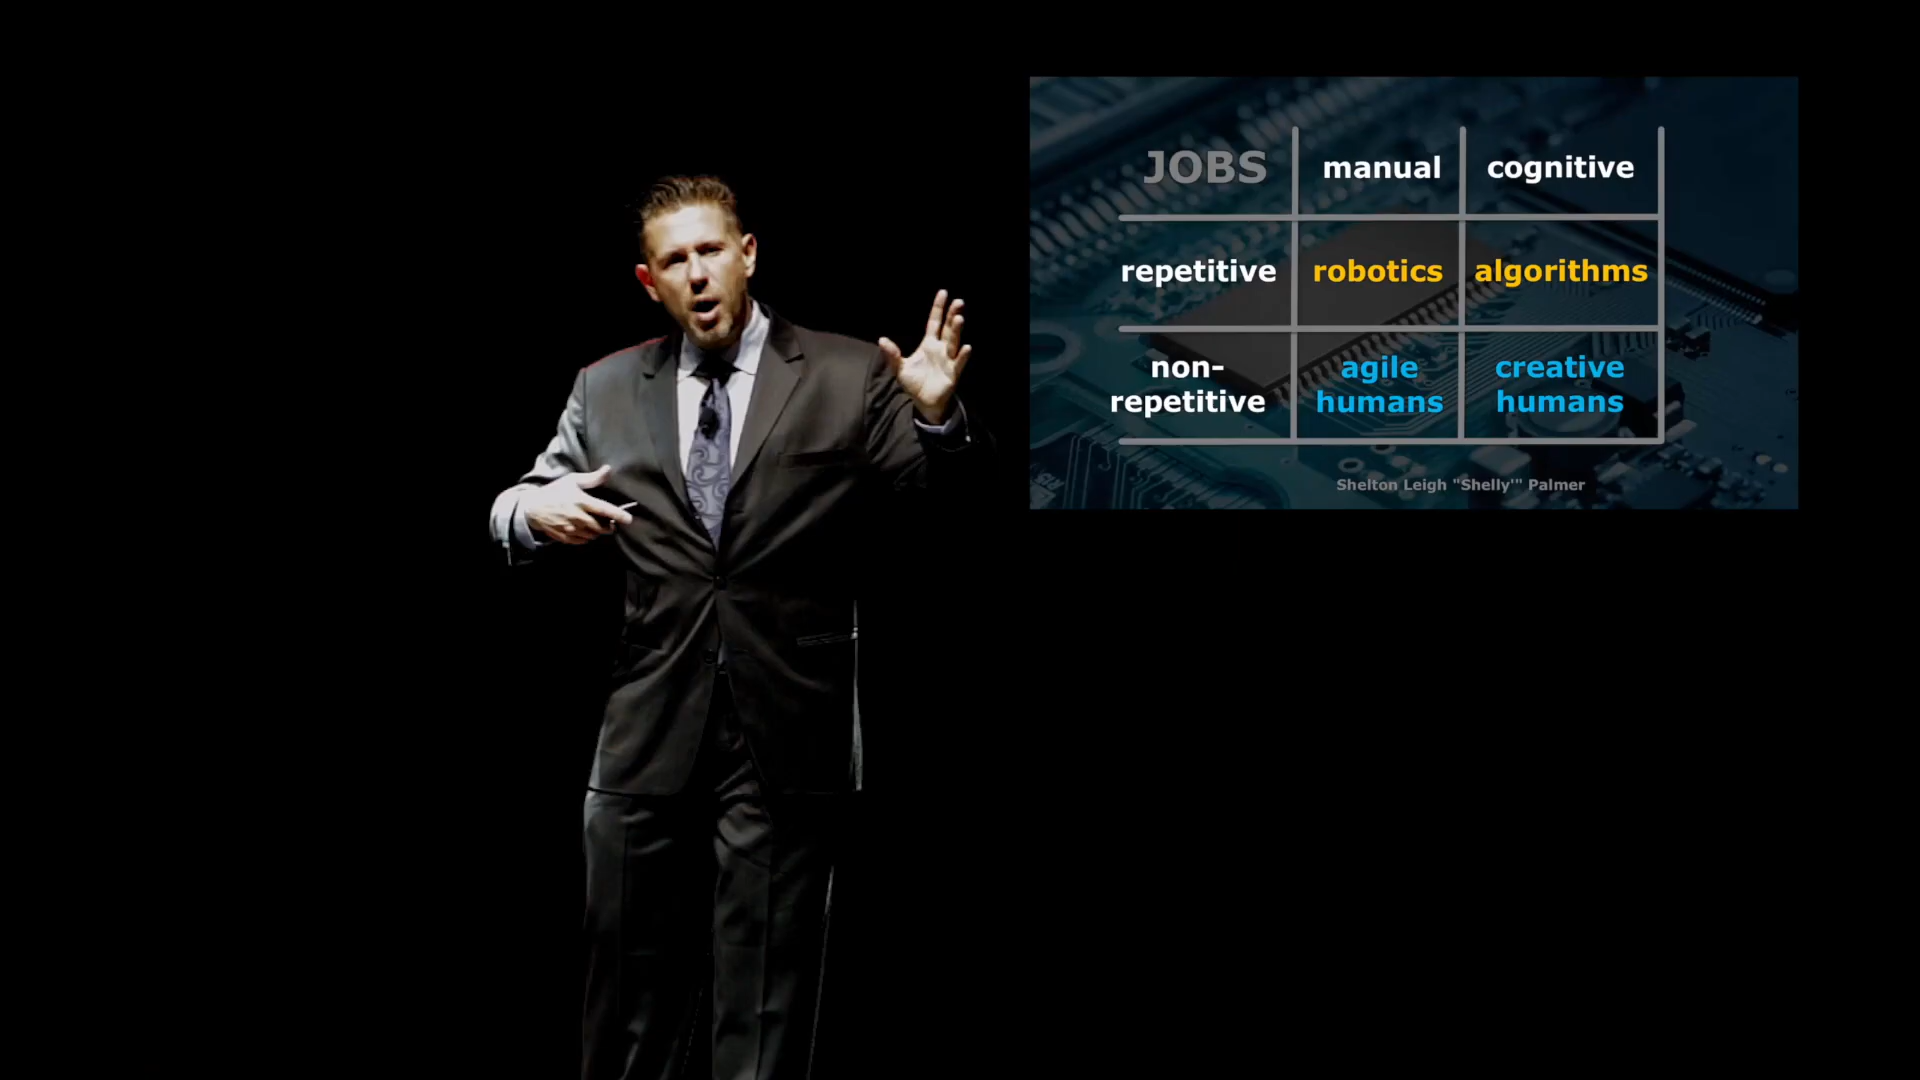 JOBS manual cognitive
repetitive robotics algorithms
non- agile creative
repetitive humans humans
Shelton Leigh "Shelly'" Palmer